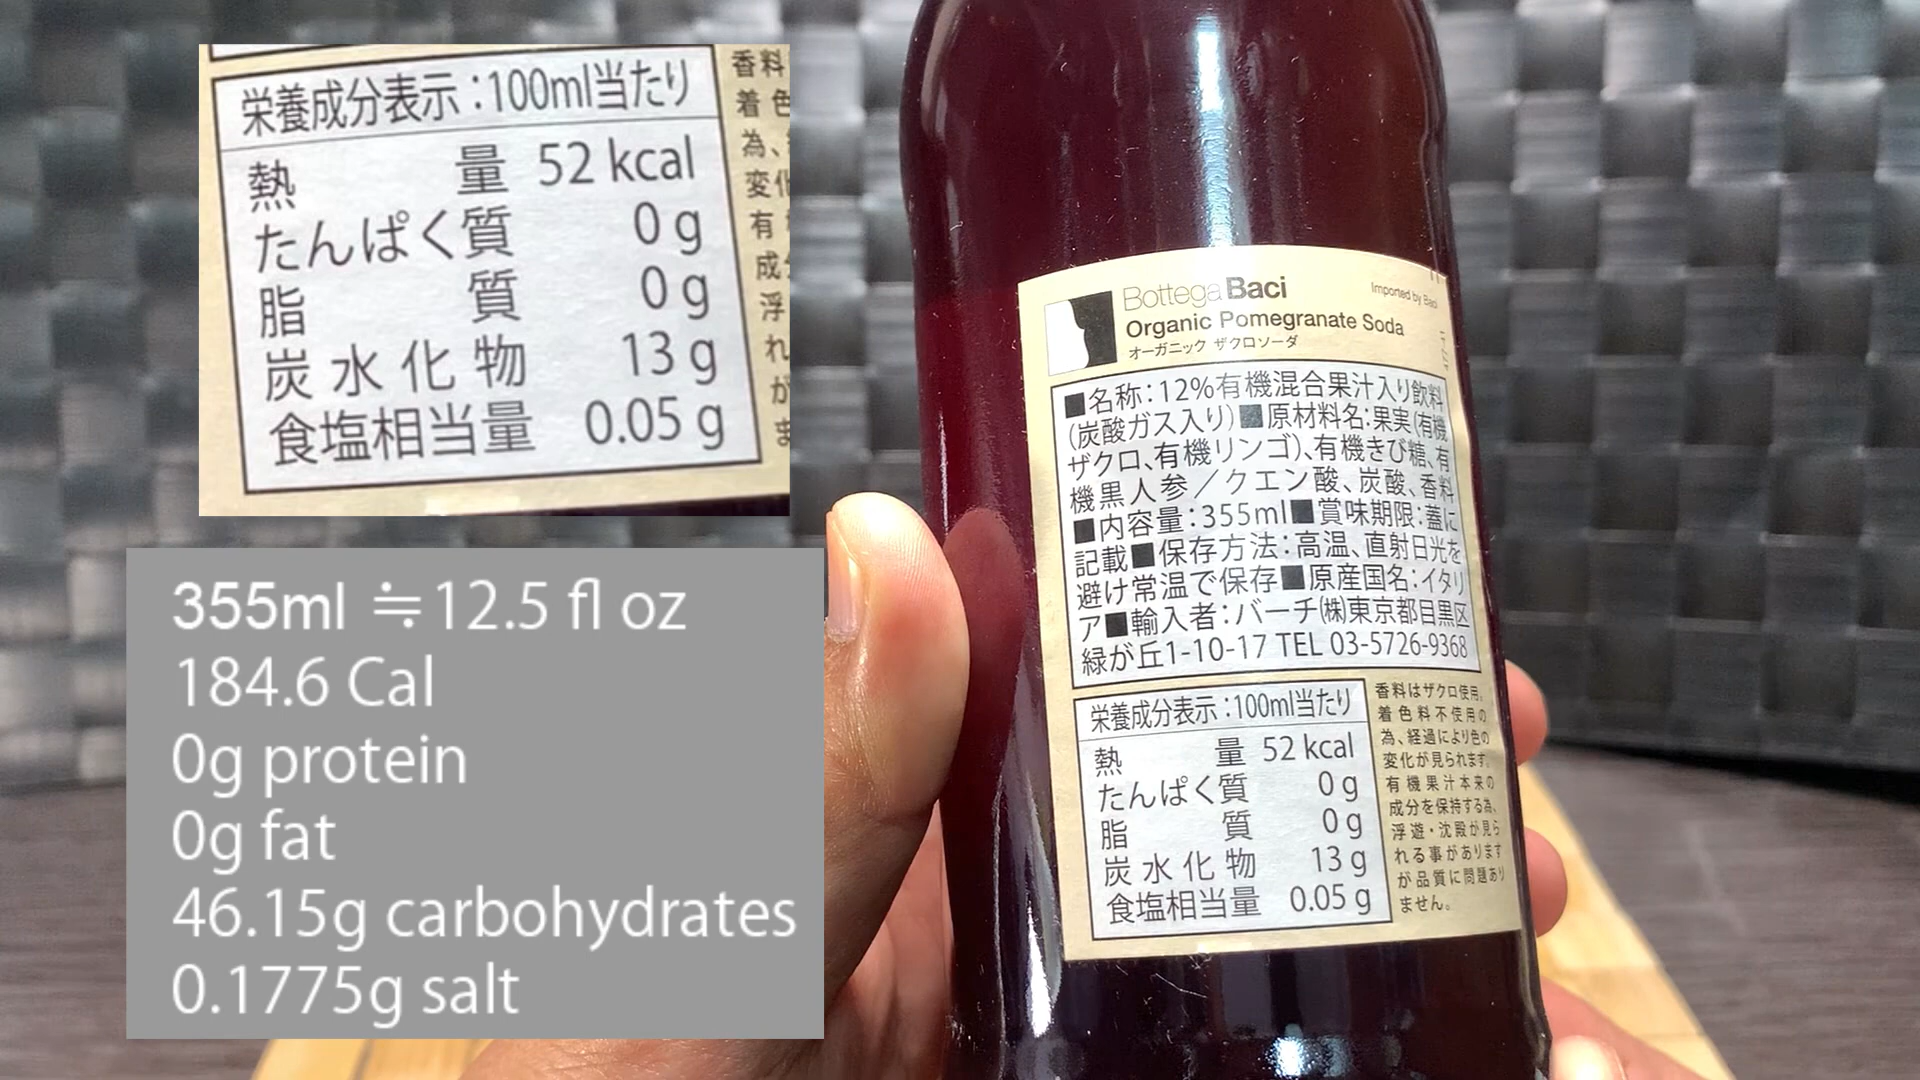 栄養成分表示:100ml当たり
熱量 52 kcal
たんぱく質 0 g
脂質 0 g
炭水化物 13 g
食塩相当量 0.05 g
香料
着色
為、
変化
有
成
浮
れ
が
ま
355ml ≒12.5 fl oz
184.6 Cal
0g protein
0g fat
46.15g carbohydrates
0.1775g salt
BottegaBaci
Imported by Baci
Organic Pomegranate Soda
オーガニック ザクロソーダ
■名称:12%有機混合果汁入り飲料
(炭酸ガス入り)■原材料名:果実(有機
ザクロ、有機リンゴ)、有機きび糖、有
機黒人参/クエン酸、炭酸、香料
■内容量:355ml■賞味期限:蓋に
記載■保存方法:高温、直射日光を
避け常温で保存■原産国名:イタリ
ア■輸入者:バーチ(株)東京都目黒区
緑が丘1-10-17 TEL 03-5726-9368
栄養成分表示:100ml当たり
熱量 52 kcal
たんぱく質 0 g
脂質 0 g
炭水化物 13 g
食塩相当量 0.05 g
香料はザクロ使用。
着色料不使用の
為、経過により色の
変化が見られます。
有機果汁本来の
成分を保持する為、
浮遊・沈殿が見ら
れる事があります
が品質に問題あり
ません。